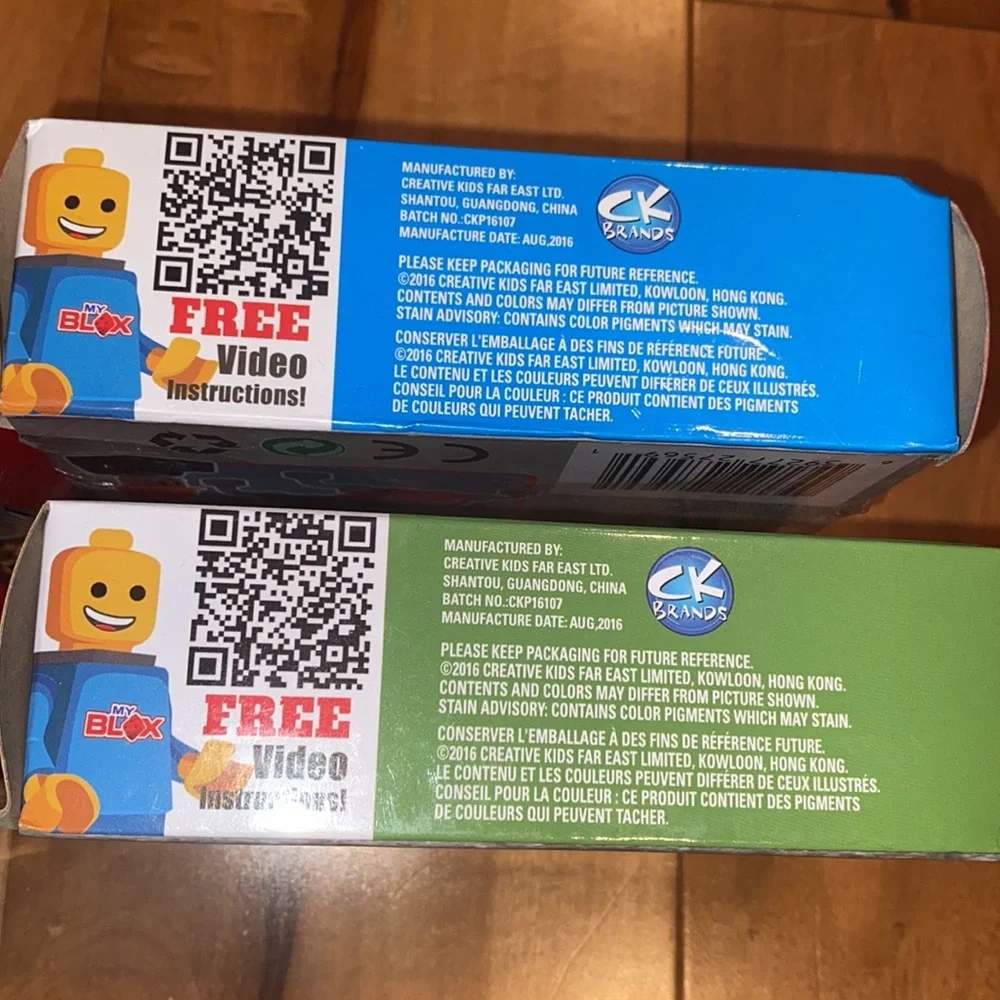 MY
BLOX
FREE
Video
Instructions!
MANUFACTURED BY:
CREATIVE KIDS FAR EAST LTD.
SHANTOU, GUANGDONG, CHINA
BATCH NO.:CKP16107
MANUFACTURE DATE: AUG,2016
CK
BRANDS
PLEASE KEEP PACKAGING FOR FUTURE REFERENCE.
©2016 CREATIVE KIDS FAR EAST LIMITED, KOWLOON, HONG KONG.
CONTENTS AND COLORS MAY DIFFER FROM PICTURE SHOWN.
STAIN ADVISORY: CONTAINS COLOR PIGMENTS WHICH MAY STAIN.
CONSERVER L'EMBALLAGE À DES FINS DE RÉFÉRENCE FUTURE.
©2016 CREATIVE KIDS FAR EAST LIMITED, KOWLOON, HONG KONG.
LE CONTENU ET LES COULEURS PEUVENT DIFFÉRER DE CEUX ILLUSTRÉS.
CONSEIL POUR LA COULEUR : CE PRODUIT CONTIENT DES PIGMENTS
DE COULEURS QUI PEUVENT TACHER.
CE
MY
BLOX
FREE
Video
Instructions!
MANUFACTURED BY:
CREATIVE KIDS FAR EAST LTD.
SHANTOU, GUANGDONG, CHINA
BATCH NO.:CKP16107
MANUFACTURE DATE: AUG,2016
CK
BRANDS
PLEASE KEEP PACKAGING FOR FUTURE REFERENCE.
©2016 CREATIVE KIDS FAR EAST LIMITED, KOWLOON, HONG KONG.
CONTENTS AND COLORS MAY DIFFER FROM PICTURE SHOWN.
STAIN ADVISORY: CONTAINS COLOR PIGMENTS WHICH MAY STAIN.
CONSERVER L'EMBALLAGE À DES FINS DE RÉFÉRENCE FUTURE.
©2016 CREATIVE KIDS FAR EAST LIMITED, KOWLOON, HONG KONG.
LE CONTENU ET LES COULEURS PEUVENT DIFFÉRER DE CEUX ILLUSTRÉS.
CONSEIL POUR LA COULEUR : CE PRODUIT CONTIENT DES PIGMENTS
DE COULEURS QUI PEUVENT TACHER.